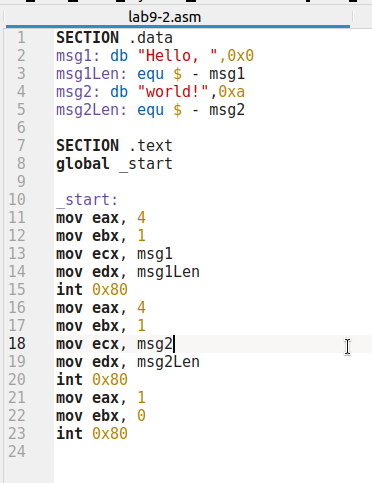 lab9-2.asm
1 SECTION .data
2 msg1: db "Hello, ",0x0
3 msg1Len: equ $ - msg1
4 msg2: db "world!",0xa
5 msg2Len: equ $ - msg2
6
7 SECTION .text
8 global _start
9
10 _start:
11 mov eax, 4
12 mov ebx, 1
13 mov ecx, msg1
14 mov edx, msg1Len
15 int 0x80
16 mov eax, 4
17 mov ebx, 1
18 mov ecx, msg2
19 mov edx, msg2Len
20 int 0x80
21 mov eax, 1
22 mov ebx, 0
23 int 0x80
24